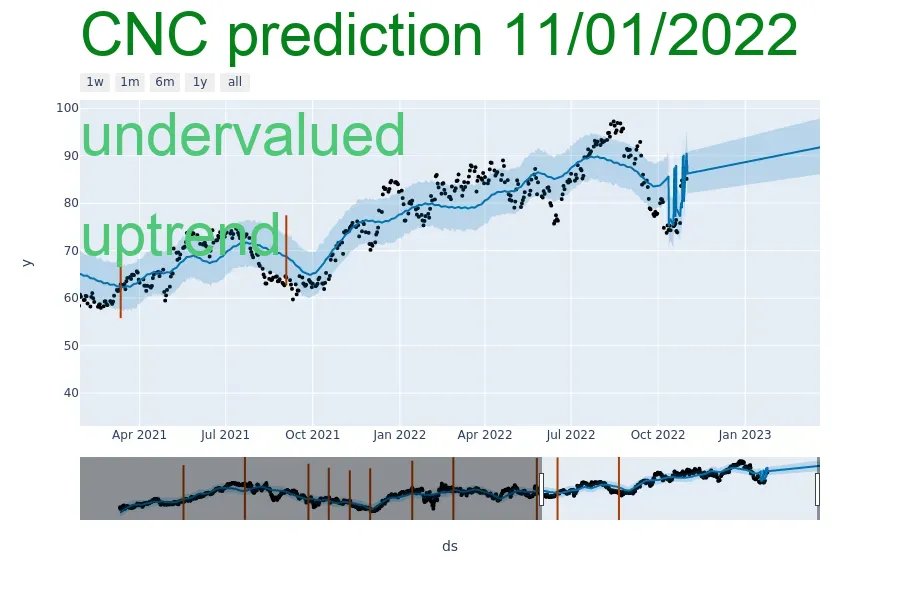 CNC prediction 11/01/2022
1w 1m 6m 1y all
undervalued
uptrend
100
90
80
70
60
50
40
y
Apr 2021 Jul 2021 Oct 2021 Jan 2022 Apr 2022 Jul 2022 Oct 2022 Jan 2023
ds